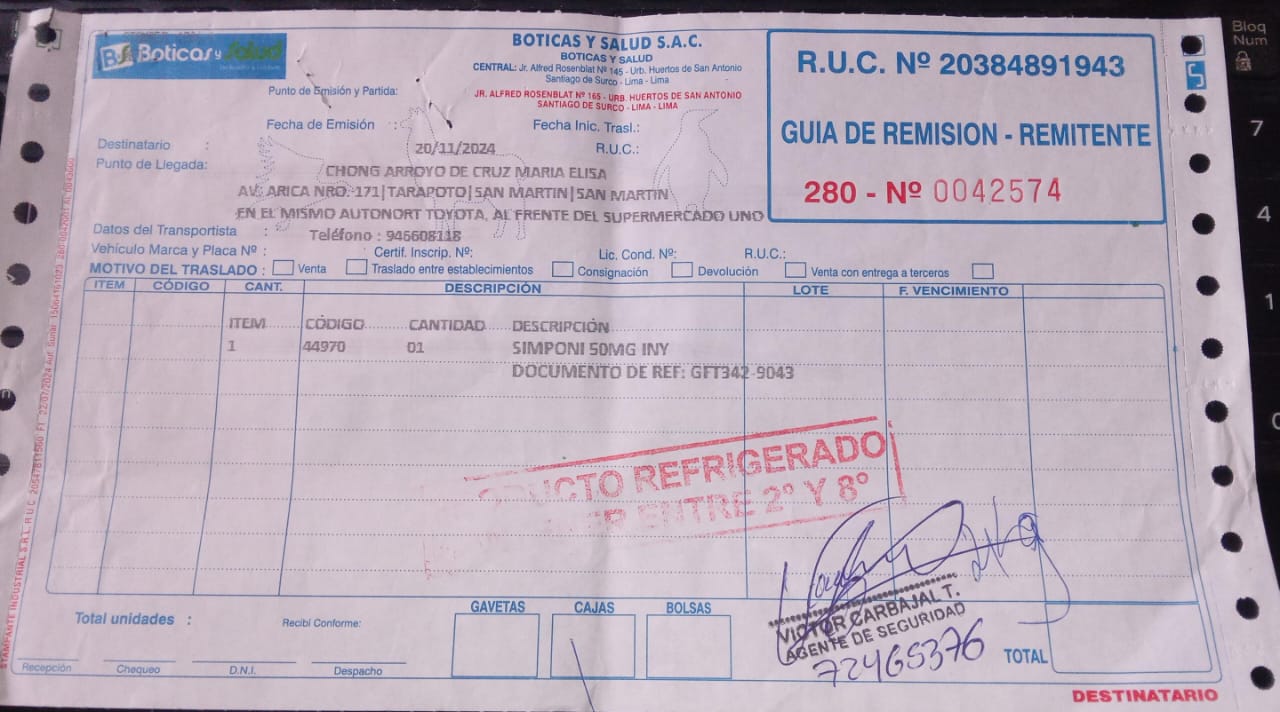 Boticas y Salud
BOTICAS Y SALUD S.A.C.
BOTICAS Y SALUD
CENTRAL: Jr. Alfred Rosenblat Nº 145 - Urb. Huertos de San Antonio
Santiago de Surco - Lima - Lima
Punto de Emisión y Partida:
JR. ALFRED ROSENBLAT Nº 165 - URB. HUERTOS DE SAN ANTONIO
SANTIAGO DE SURCO - LIMA - LIMA
R.U.C. Nº 20384891943
GUIA DE REMISION - REMITENTE
280 - Nº 0042574
Fecha de Emisión : Fecha Inic. Trasl.:
20/11/2024
Destinatario : R.U.C.:
Punto de Llegada:
CHONG ARROYO DE CRUZ MARIA ELISA
AV. ARICA NRO. 171|TARAPOTO|SAN MARTIN|SAN MARTIN
EN EL MISMO AUTONORT TOYOTA, AL FRENTE DEL SUPERMERCADO UNO
Datos del Transportista :
Teléfono : 946608118
Vehículo Marca y Placa Nº : Certif. Inscrip. Nº: Lic. Cond. Nº: R.U.C.:
MOTIVO DEL TRASLADO : Venta Traslado entre establecimientos Consignación Devolución Venta con entrega a terceros
ITEM CÓDIGO CANT. DESCRIPCIÓN LOTE F. VENCIMIENTO
ITEM CÓDIGO CANTIDAD DESCRIPCIÓN
1 44970 01 SIMPONI 50MG INY
DOCUMENTO DE REF: GFT342-9043
REFRIGERADO
ENTRE 2° Y 8°
VICTOR CARBAJAL T.
AGENTE DE SEGURIDAD
72465376
Total unidades : Recibí Conforme: GAVETAS CAJAS BOLSAS
TOTAL
Recepción Chequeo D.N.I. Despacho
DESTINATARIO
STAMPANTE INDUSTRIAL S.R.L. R.U.C.
Bloq
Num
7
4
1